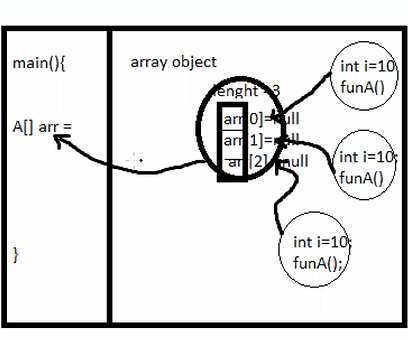 main(){
array object
lenght =3
A[] arr =
arr[0]=null
arr[1]=null
arr[2]=null
}
int i=10;
funA()
int i=10;
funA()
int i=10;
funA();